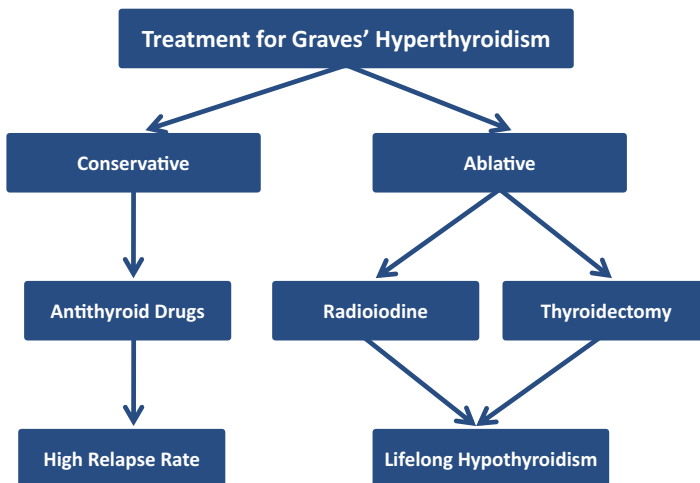 Treatment for Graves’ Hyperthyroidism
Conservative
Ablative
Antithyroid Drugs
Radioiodine
Thyroidectomy
High Relapse Rate
Lifelong Hypothyroidism